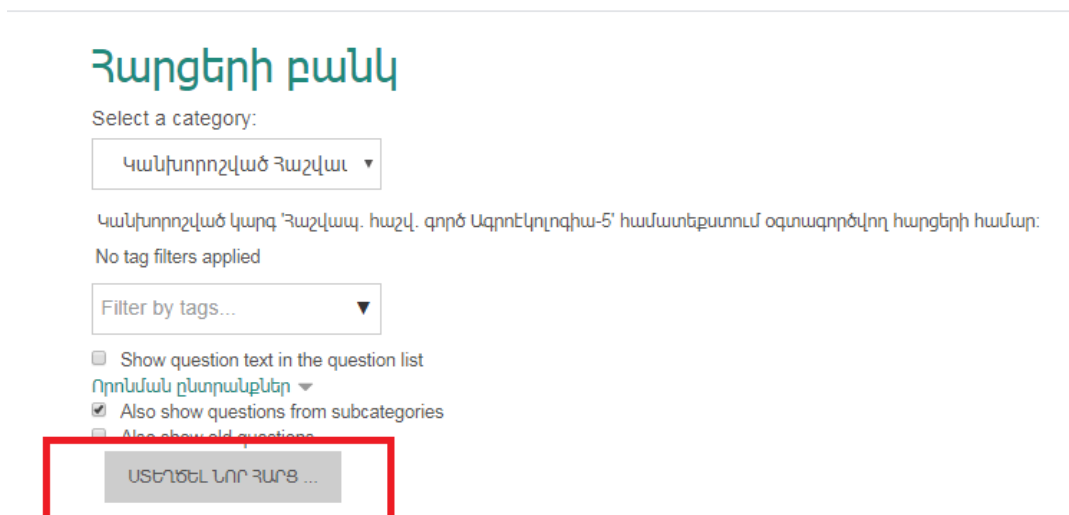 Հարցերի բանկ
Select a category:
Կանխորոշված Հաշվապ
Կանխորոշված կարգ 'Հաշվապ. հաշվ. գործ Ագրոէկոլոգիա-5' համատեքստում օգտագործվող հարցերի համար:
No tag filters applied
Filter by tags...
Show question text in the question list
Որոնման ընտրանքներ
Also show questions from subcategories
Also show old questions
ՍՏԵՂԾԵԼ ՆՈՐ ՀԱՐՑ ...